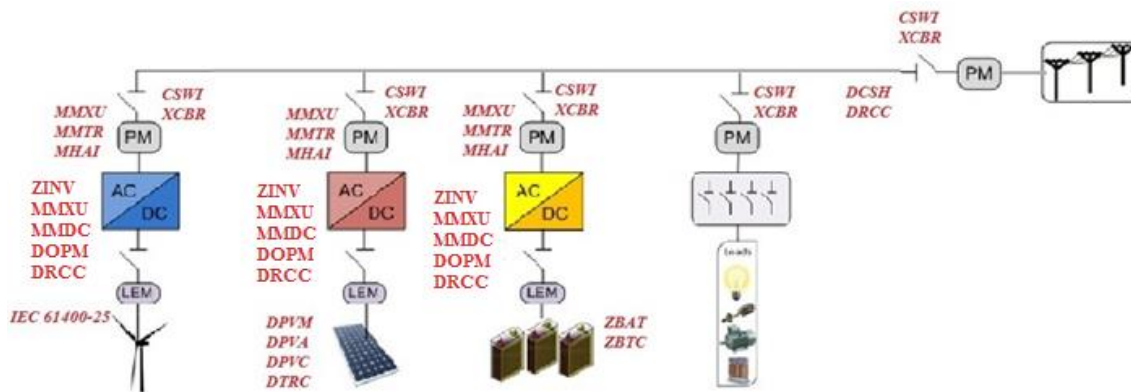 CSWI
XCBR
PM
CSWI
XCBR
MMXU
MMTR
MHAI
PM
CSWI
XCBR
MMXU
MMTR
MHAI
PM
CSWI
XCBR
MMXU
MMTR
MHAI
PM
CSWI
XCBR
PM
DCSH
DRCC
AC
DC
ZINV
MMXU
MMDC
DOPM
DRCC
AC
DC
ZINV
MMXU
MMDC
DOPM
DRCC
AC
DC
ZINV
MMXU
MMDC
DOPM
DRCC
Loads
LEM
LEM
LEM
IEC 61400-25
DPVM
DPVA
DPVC
DTRC
ZBAT
ZBTC